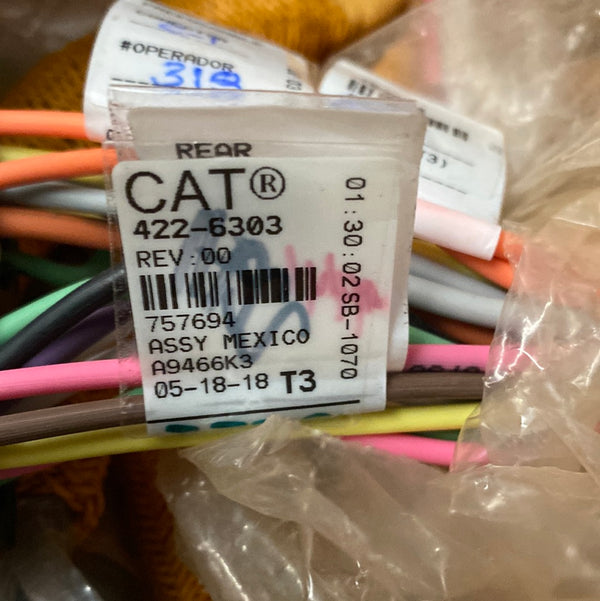 #OPERADOR
318
REAR
CAT®
422-6303
REV:00
757694
ASSY MEXICO
A9466K3
05-18-18 T3
01:30:02SB-1070
T3)